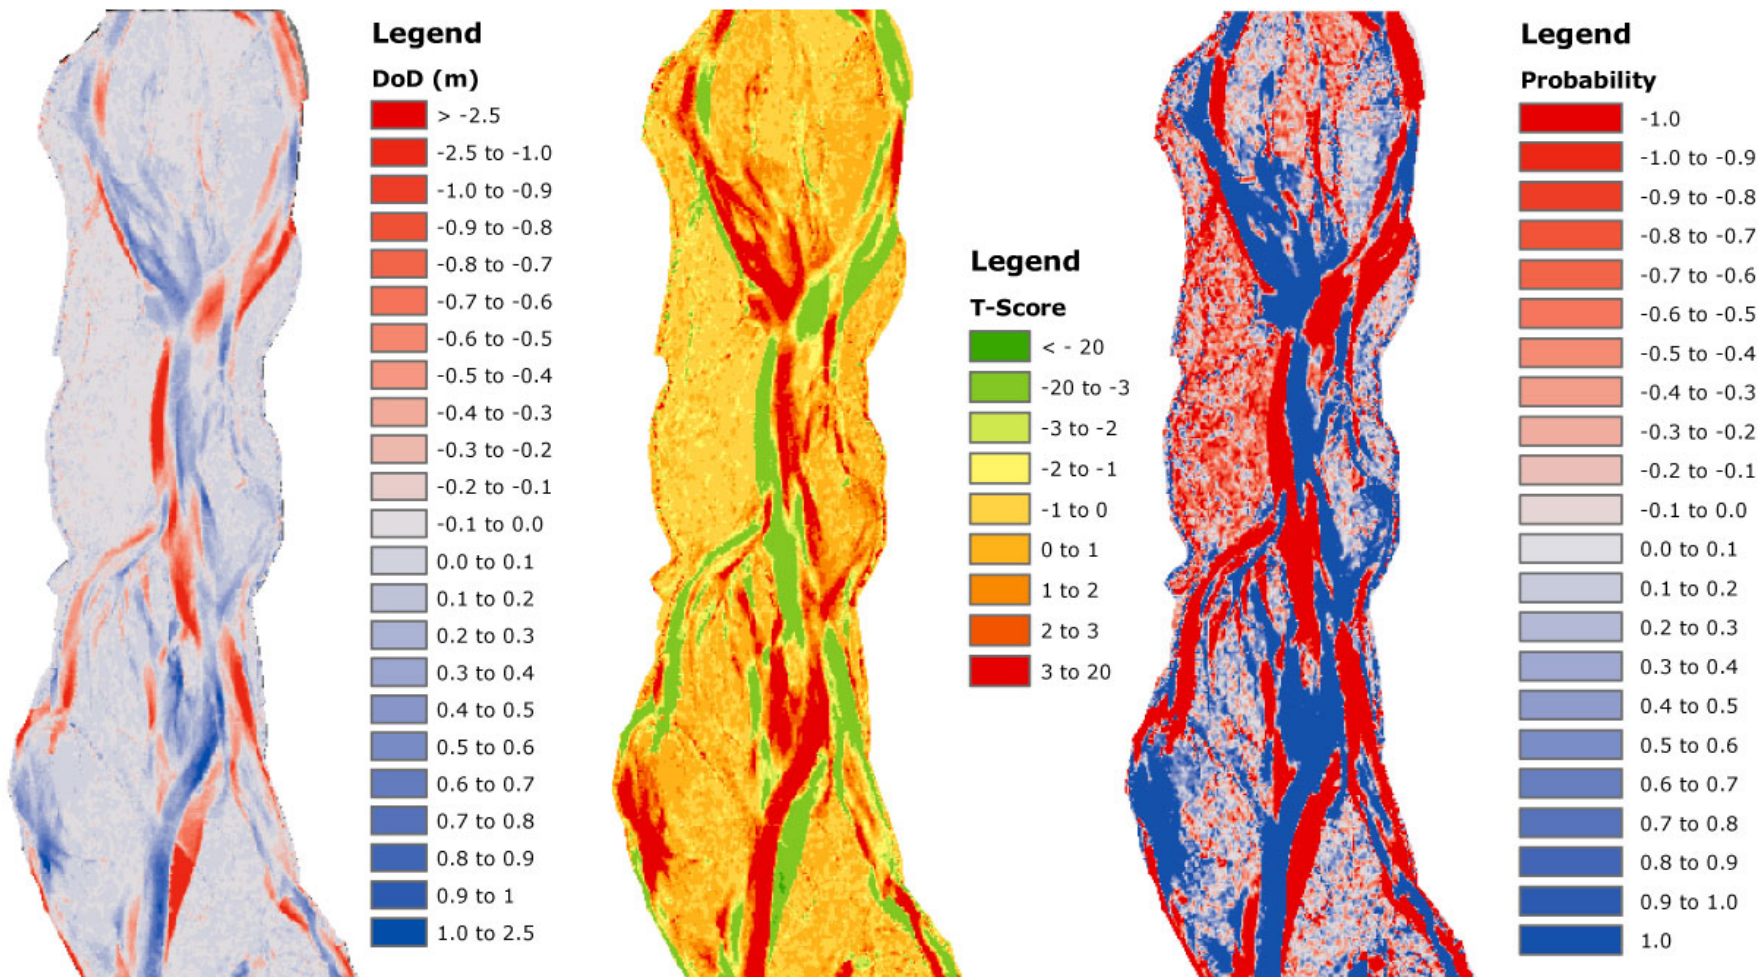 Legend
DoD (m)
> -2.5
-2.5 to -1.0
-1.0 to -0.9
-0.9 to -0.8
-0.8 to -0.7
-0.7 to -0.6
-0.6 to -0.5
-0.5 to -0.4
-0.4 to -0.3
-0.3 to -0.2
-0.2 to -0.1
-0.1 to 0.0
0.0 to 0.1
0.1 to 0.2
0.2 to 0.3
0.3 to 0.4
0.4 to 0.5
0.5 to 0.6
0.6 to 0.7
0.7 to 0.8
0.8 to 0.9
0.9 to 1
1.0 to 2.5
Legend
T-Score
< - 20
-20 to -3
-3 to -2
-2 to -1
-1 to 0
0 to 1
1 to 2
2 to 3
3 to 20
Legend
Probability
-1.0
-1.0 to -0.9
-0.9 to -0.8
-0.8 to -0.7
-0.7 to -0.6
-0.6 to -0.5
-0.5 to -0.4
-0.4 to -0.3
-0.3 to -0.2
-0.2 to -0.1
-0.1 to 0.0
0.0 to 0.1
0.1 to 0.2
0.2 to 0.3
0.3 to 0.4
0.4 to 0.5
0.5 to 0.6
0.6 to 0.7
0.7 to 0.8
0.8 to 0.9
0.9 to 1.0
1.0